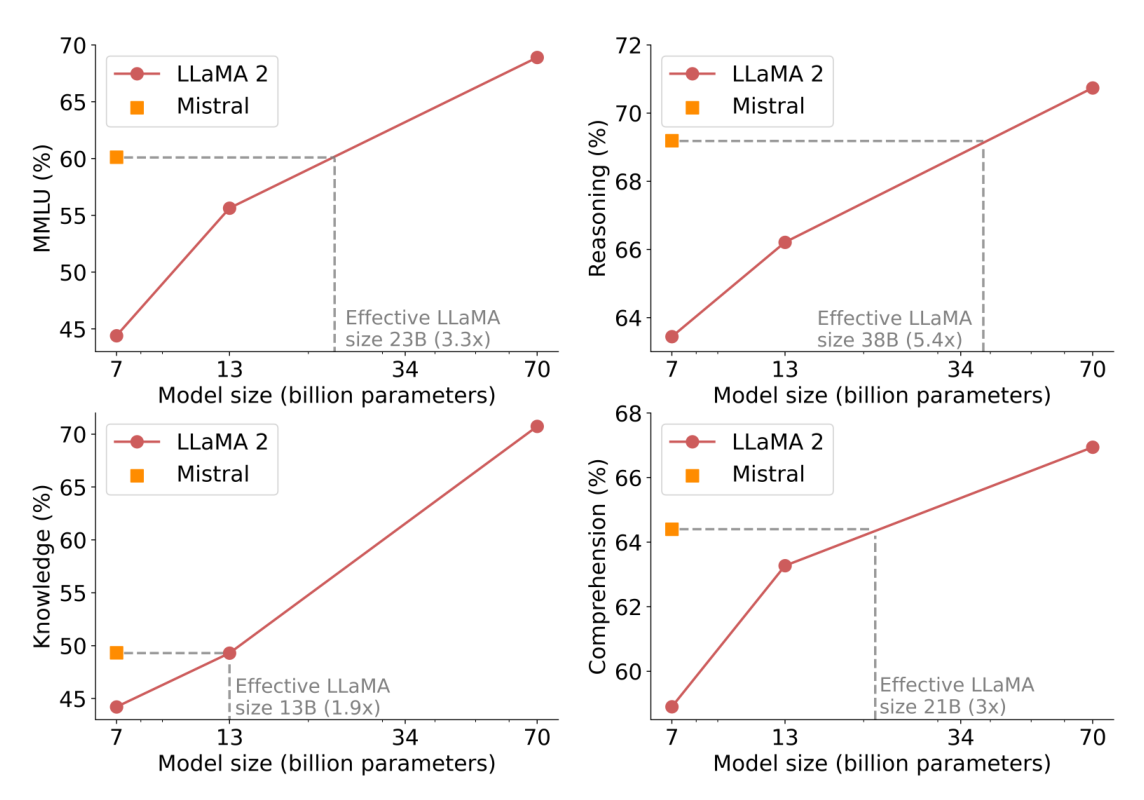 70
65
60
55
50
45
MMLU (%)
LLaMA 2
Mistral
Effective LLaMA
size 23B (3.3x)
7
13
34
70
Model size (billion parameters)
72
70
68
66
64
Reasoning (%)
LLaMA 2
Mistral
Effective LLaMA
size 38B (5.4x)
7
13
34
70
Model size (billion parameters)
70
65
60
55
50
45
Knowledge (%)
LLaMA 2
Mistral
Effective LLaMA
size 13B (1.9x)
7
13
34
70
Model size (billion parameters)
68
66
64
62
60
Comprehension (%)
LLaMA 2
Mistral
Effective LLaMA
size 21B (3x)
7
13
34
70
Model size (billion parameters)